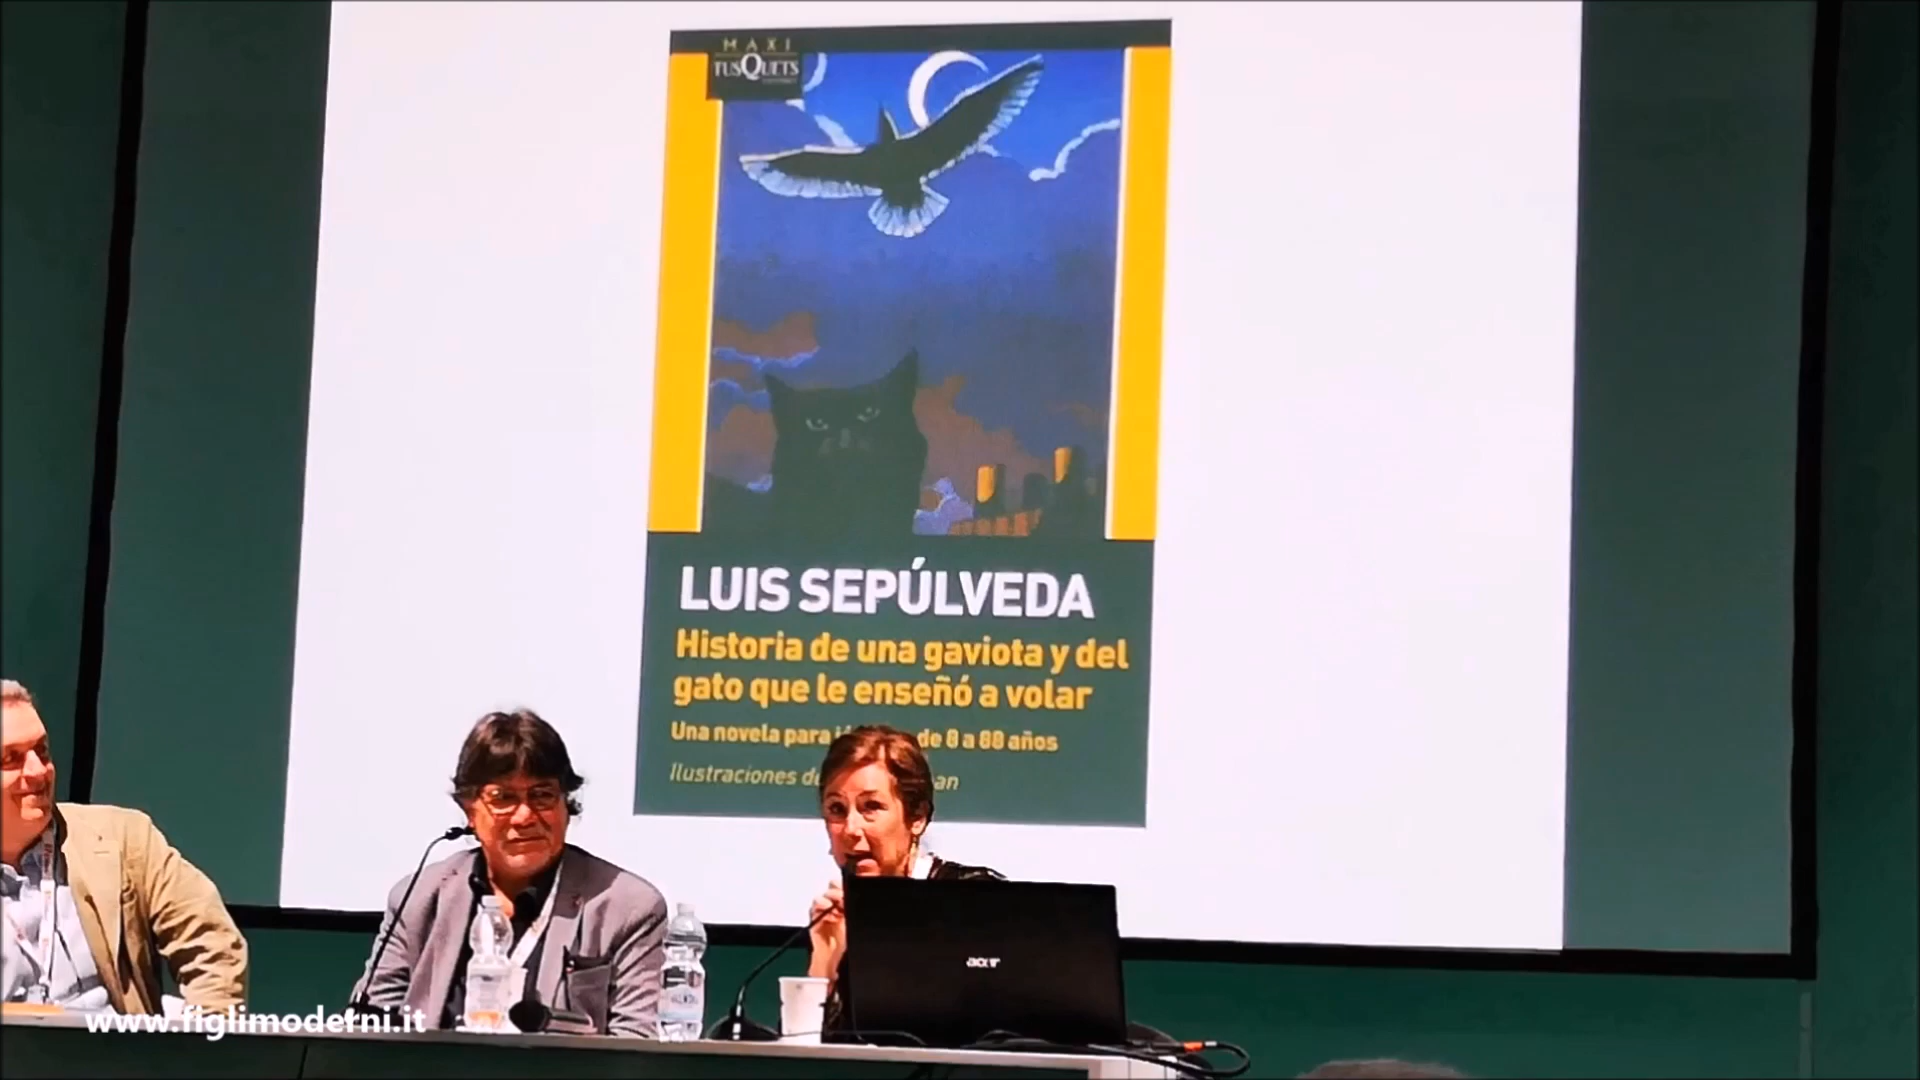 MAXI
TUSQUETS
LUIS SEPÚLVEDA
Historia de una gaviota y del
gato que le enseñó a volar
Una novela para de 8 a 88 años
Ilustraciones
acer
www.figlimoderni.it